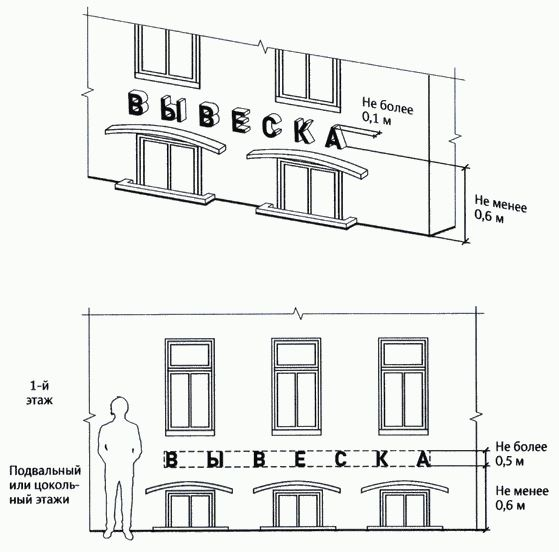 ВЫВЕСКА
Не более
0,1 м
Не менее
0,6 м
1-й
этаж
ВЫВЕСКА
Не более
0,5 м
Подвальный
или цоколь-
ный этажи
Не менее
0,6 м